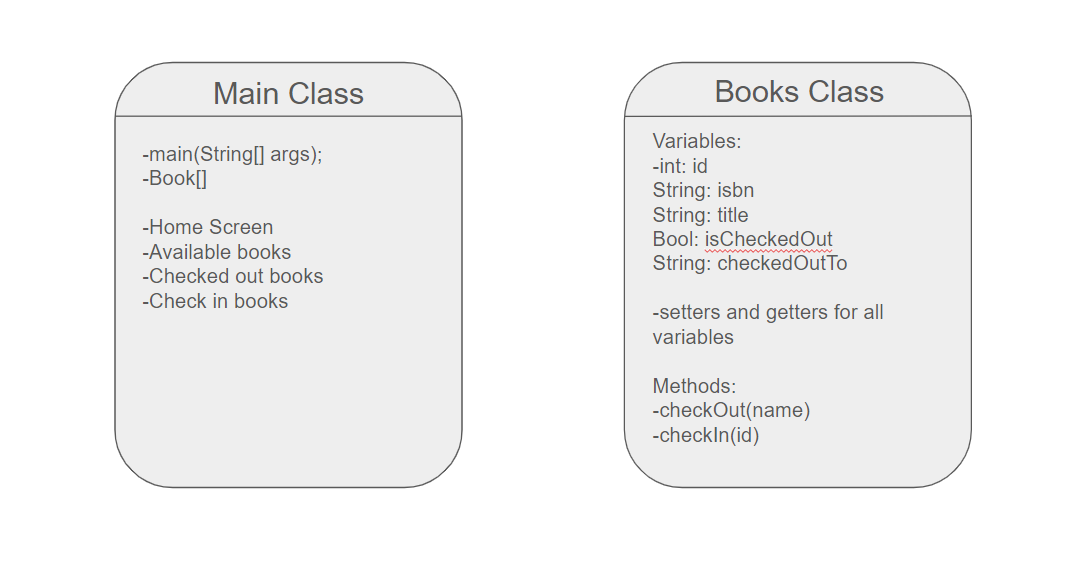 Main Class
-main(String[] args);
-Book[]
-Home Screen
-Available books
-Checked out books
-Check in books
Books Class
Variables:
-int: id
String: isbn
String: title
Bool: isCheckedOut
String: checkedOutTo
-setters and getters for all
variables
Methods:
-checkOut(name)
-checkIn(id)